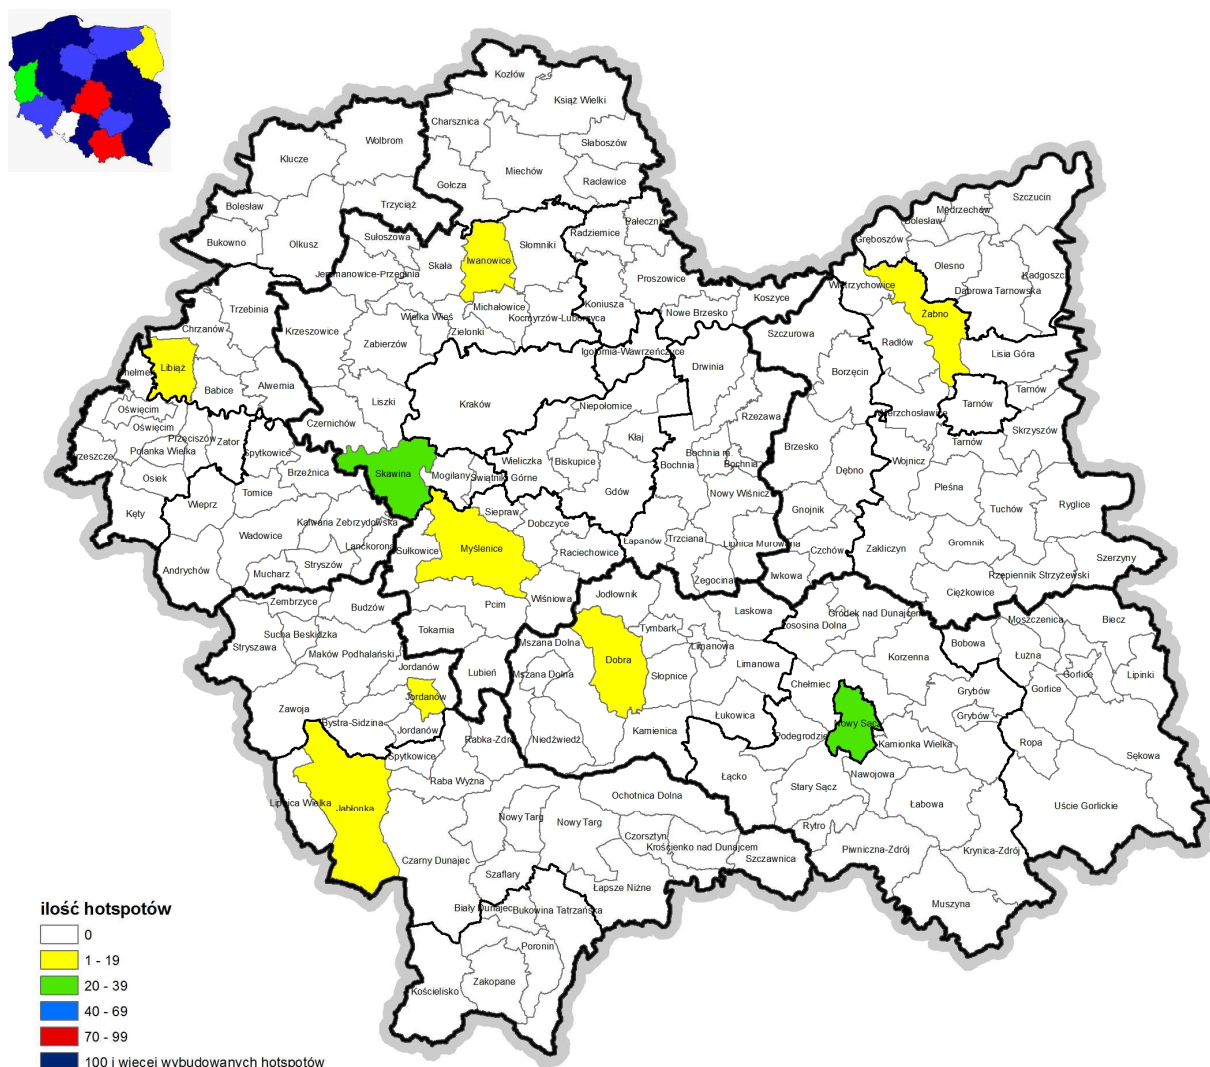 Kozłów
Książ Wielki
Charsznica
Wolbrom
Słaboszów
Klucze
Miechów
Racławice
Gołcza
Szczucin
Trzyciąż
Bolesław
Mędrzechów
Bolesław
Pałecznica
Radziemice
Sułoszowa
Gręboszów
Bukowno
Olkusz
Słomniki
Iwanowice
Skała
Olesno
Jerzmanowice-Przeginia
Radgoszcz
Proszowice
Wietrzychowice
Dąbrowa Tarnowska
Koszyce
Koniusza
Michałowice
Trzebinia
Nowe Brzesko
Żabno
Wielka Wieś
Kocmyrzów-Luborzyca
Chrzanów
Krzeszowice
Zielonki
Szczurowa
Zabierzów
Radłów
Igołomia-Wawrzeńczyce
Lisia Góra
Libiąż
Drwinia
Chełmek
Borzęcin
Alwernia
Babice
Tarnów
Liszki
Kraków
Tarnów
Oświęcim
Niepołomice
Wierzchosławice
Rzezawa
Czernichów
Oświęcim
Skrzyszów
Kłaj
Przeciszów
Zator
Tarnów
Brzesko
Polanka Wielka
Spytkowice
Bochnia m.
Brzeszcze
Wieliczka
Biskupice
Bochnia
Bochnia
Wojnicz
Brzeźnica
Skawina
Mogilany
Świątniki Górne
Dębno
Osiek
Pleśna
Tomice
Gdów
Nowy Wiśnicz
Wieprz
Ryglice
Kęty
Siepraw
Gnojnik
Tuchów
Kalwaria Zebrzydowska
Dobczyce
Wadowice
Trzciana
Łapanów
Lipnica Murowana
Gromnik
Lanckorona
Sułkowice
Myślenice
Raciechowice
Czchów
Zakliczyn
Szerzyny
Stryszów
Andrychów
Mucharz
Żegocina
Iwkowa
Rzepiennik Strzyżewski
Jodłownik
Ciężkowice
Wiśniowa
Zembrzyce
Budzów
Pcim
Laskowa
Gródek nad Dunajcem
Moszczenica
Biecz
Łososina Dolna
Tokarnia
Tymbark
Sucha Beskidzka
Mszana Dolna
Bobowa
Stryszawa
Limanowa
Łużna
Maków Podhalański
Korzenna
Dobra
Limanowa
Jordanów
Lubień
Mszana Dolna
Słopnice
Gorlice
Lipinki
Chełmiec
Gorlice
Jordanów
Grybów
Zawoja
Łukowica
Grybów
Bystra-Sidzina
Nowy Sącz
Jordanów
Kamienica
Podegrodzie
Rabka-Zdrój
Niedźwiedź
Kamionka Wielka
Ropa
Spytkowice
Sękowa
Łącko
Nawojowa
Raba Wyżna
Stary Sącz
Ochotnica Dolna
Lipnica Wielka
Łabowa
Uście Gorlickie
Jabłonka
Nowy Targ
Nowy Targ
Rytro
Czorsztyn
Krościenko nad Dunajcem
Piwniczna-Zdrój
Krynica-Zdrój
Czarny Dunajec
Szczawnica
Szaflary
Łapsze Niżne
Muszyna
Biały Dunajec
Bukowina Tatrzańska
Poronin
Zakopane
Kościelisko
ilość hotspotów
0
1 - 19
20 - 39
40 - 69
70 - 99
100 i więcej wybudowanych hotspotów